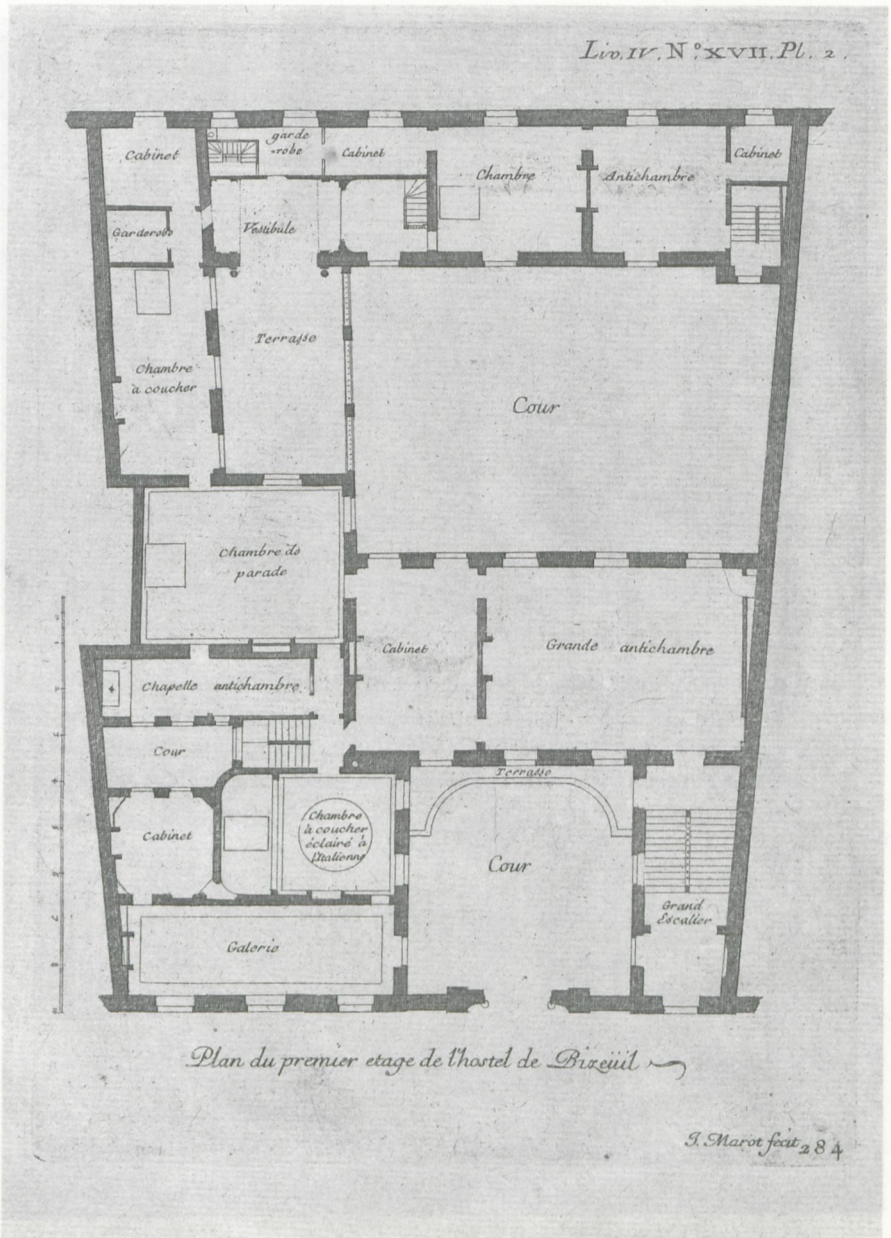 Liv. IV. N.º XVII. Pl. 2.
Cabinet
garde
-robe
Cabinet
Chambre
Antichambre
Cabinet
Garderobe
Vestibule
Terrasse
Chambre
à coucher
Cour
Chambre de
parade
Cabinet
Grande antichambre
Chapelle antichambre
Cour
Terrasse
Cabinet
Chambre
à coucher
éclairé à
l'Italienne
Cour
Grand
Escalier
Galerie
Plan du premier etage de l'hostel de Bizeüil
J. Marot fecit 284